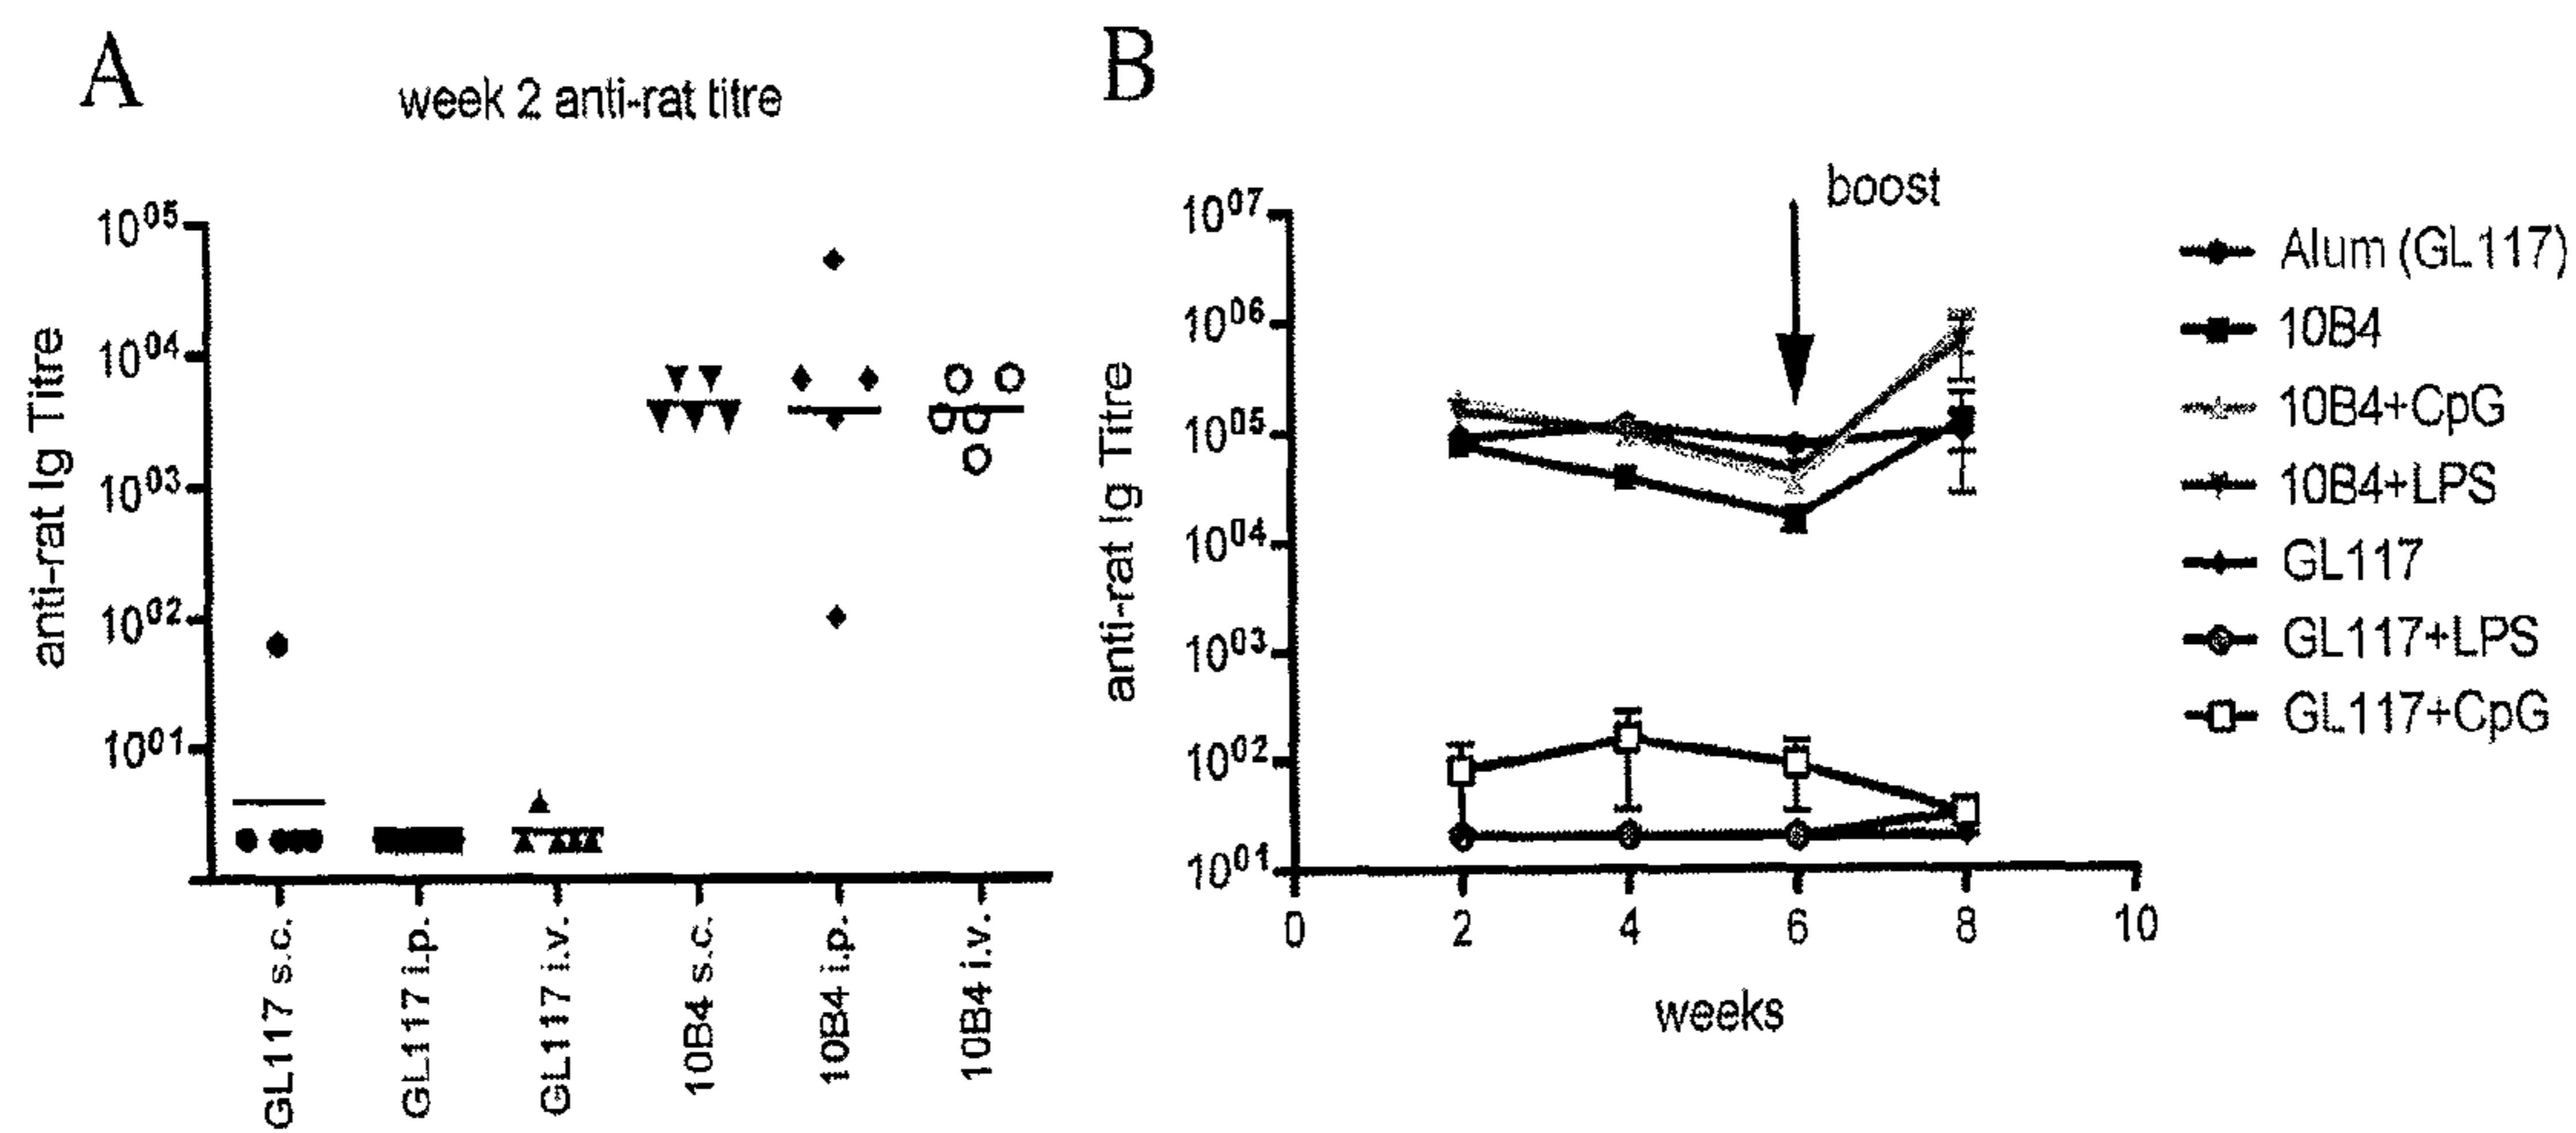 A
week 2 anti-rat titre
anti-rat Ig Titre
10^05
10^04
10^03
10^02
10^01
GL117 s.c.
GL117 i.p.
GL117 i.v.
10B4 s.c.
10B4 i.p.
10B4 i.v.
B
boost
anti-rat Ig Titre
10^07
10^06
10^05
10^04
10^03
10^02
10^01
0 2 4 6 8 10
weeks
Alum (GL117)
10B4
10B4+CpG
10B4+LPS
GL117
GL117+LPS
GL117+CpG